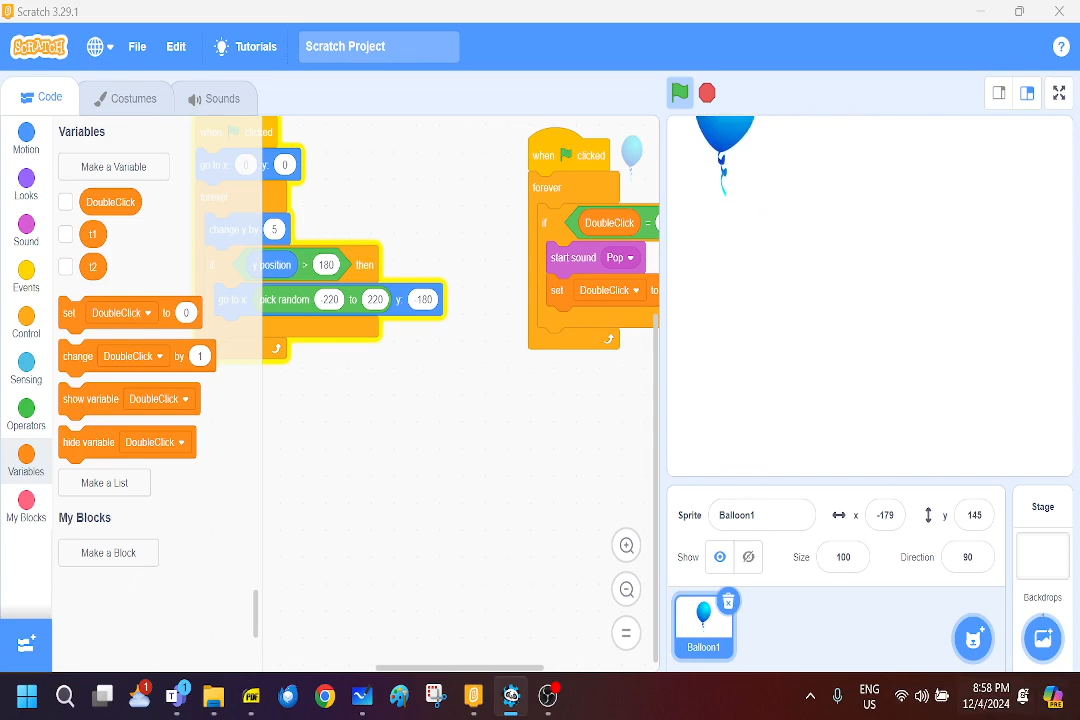 Scratch 3.29.1
SCRATCH
File
Edit
Tutorials
Scratch Project
?
Code
Costumes
Sounds
Motion
Looks
Sound
Events
Control
Sensing
Operators
Variables
My Blocks
Variables
Make a Variable
DoubleClick
t1
t2
set DoubleClick to 0
change DoubleClick by 1
show variable DoubleClick
hide variable DoubleClick
Make a List
My Blocks
Make a Block
when clicked
go to x: 0 y: 0
forever
change y by 5
if y position > 180 then
go to x: pick random -220 to 220 y: -180
when clicked
forever
if DoubleClick =
start sound Pop
set DoubleClick to
Sprite
Balloon1
x -179
y 145
Show
Size 100
Direction 90
Balloon1
Stage
Backdrops
1
1
PDF
ENG
US
8:58 PM
12/4/2024
PRE